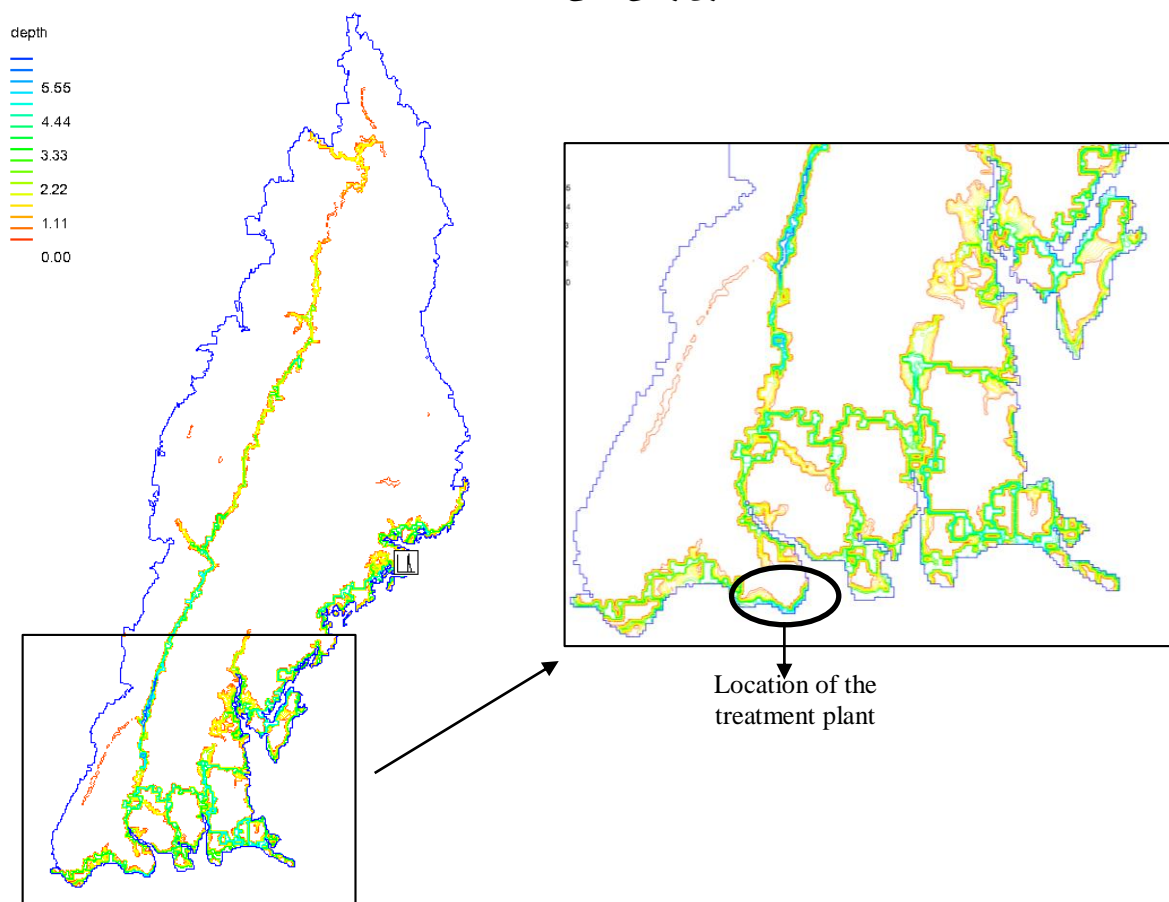 depth
5.55
4.44
3.33
2.22
1.11
0.00
Location of the
treatment plant